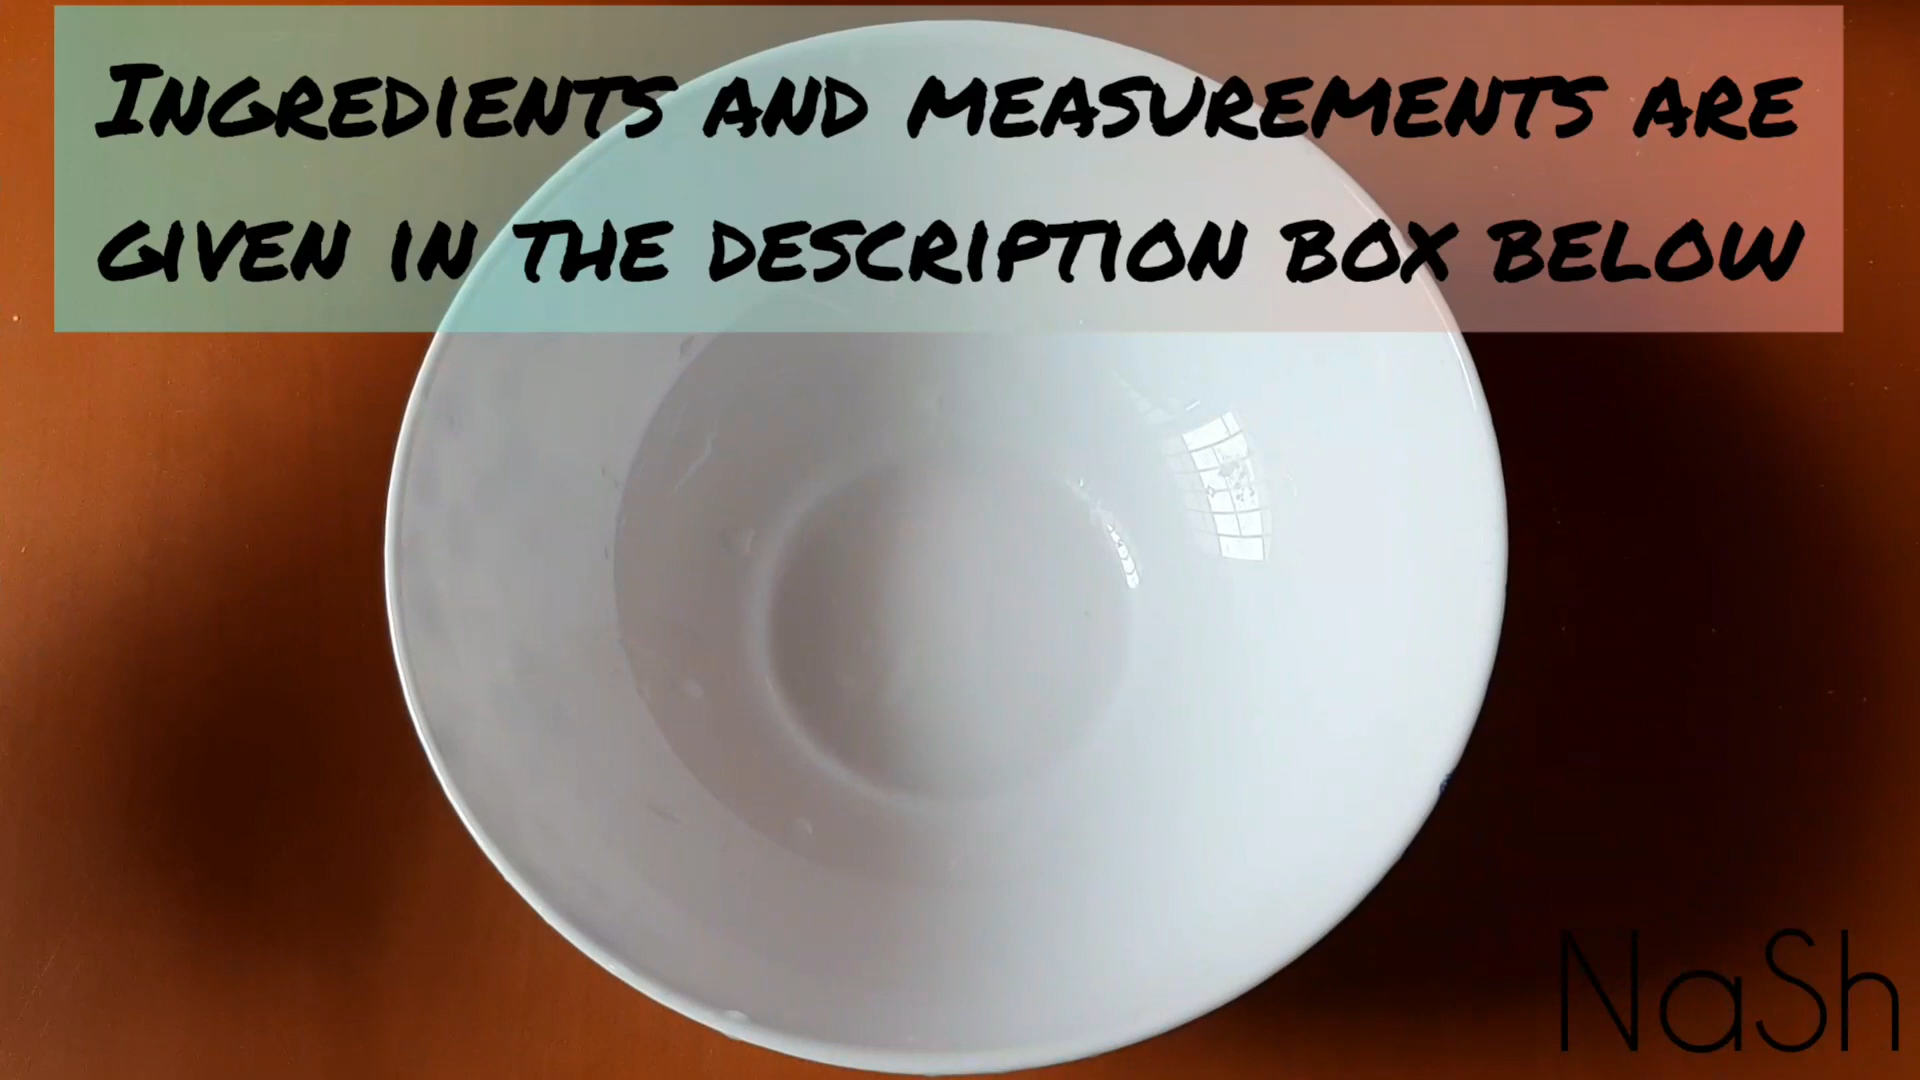 Ingredients and measurements are
given in the description box below
NaSh